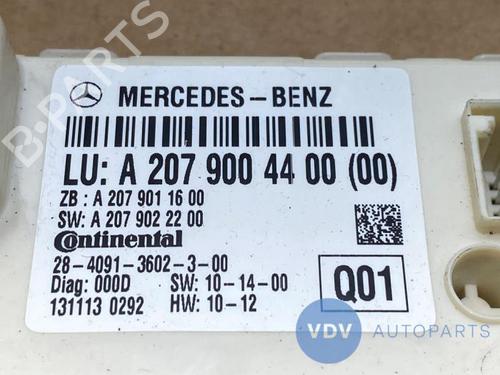 MERCEDES-BENZ
LU: A 207 900 44 00 (00)
ZB : A 207 901 16 00
SW: A 207 902 22 00
Continental
28-4091-3602-3-00
Diag: 000D SW: 10-14-00
131113 0292 HW: 10-12
Q01
B-PARTS
VDV AUTOPARTS